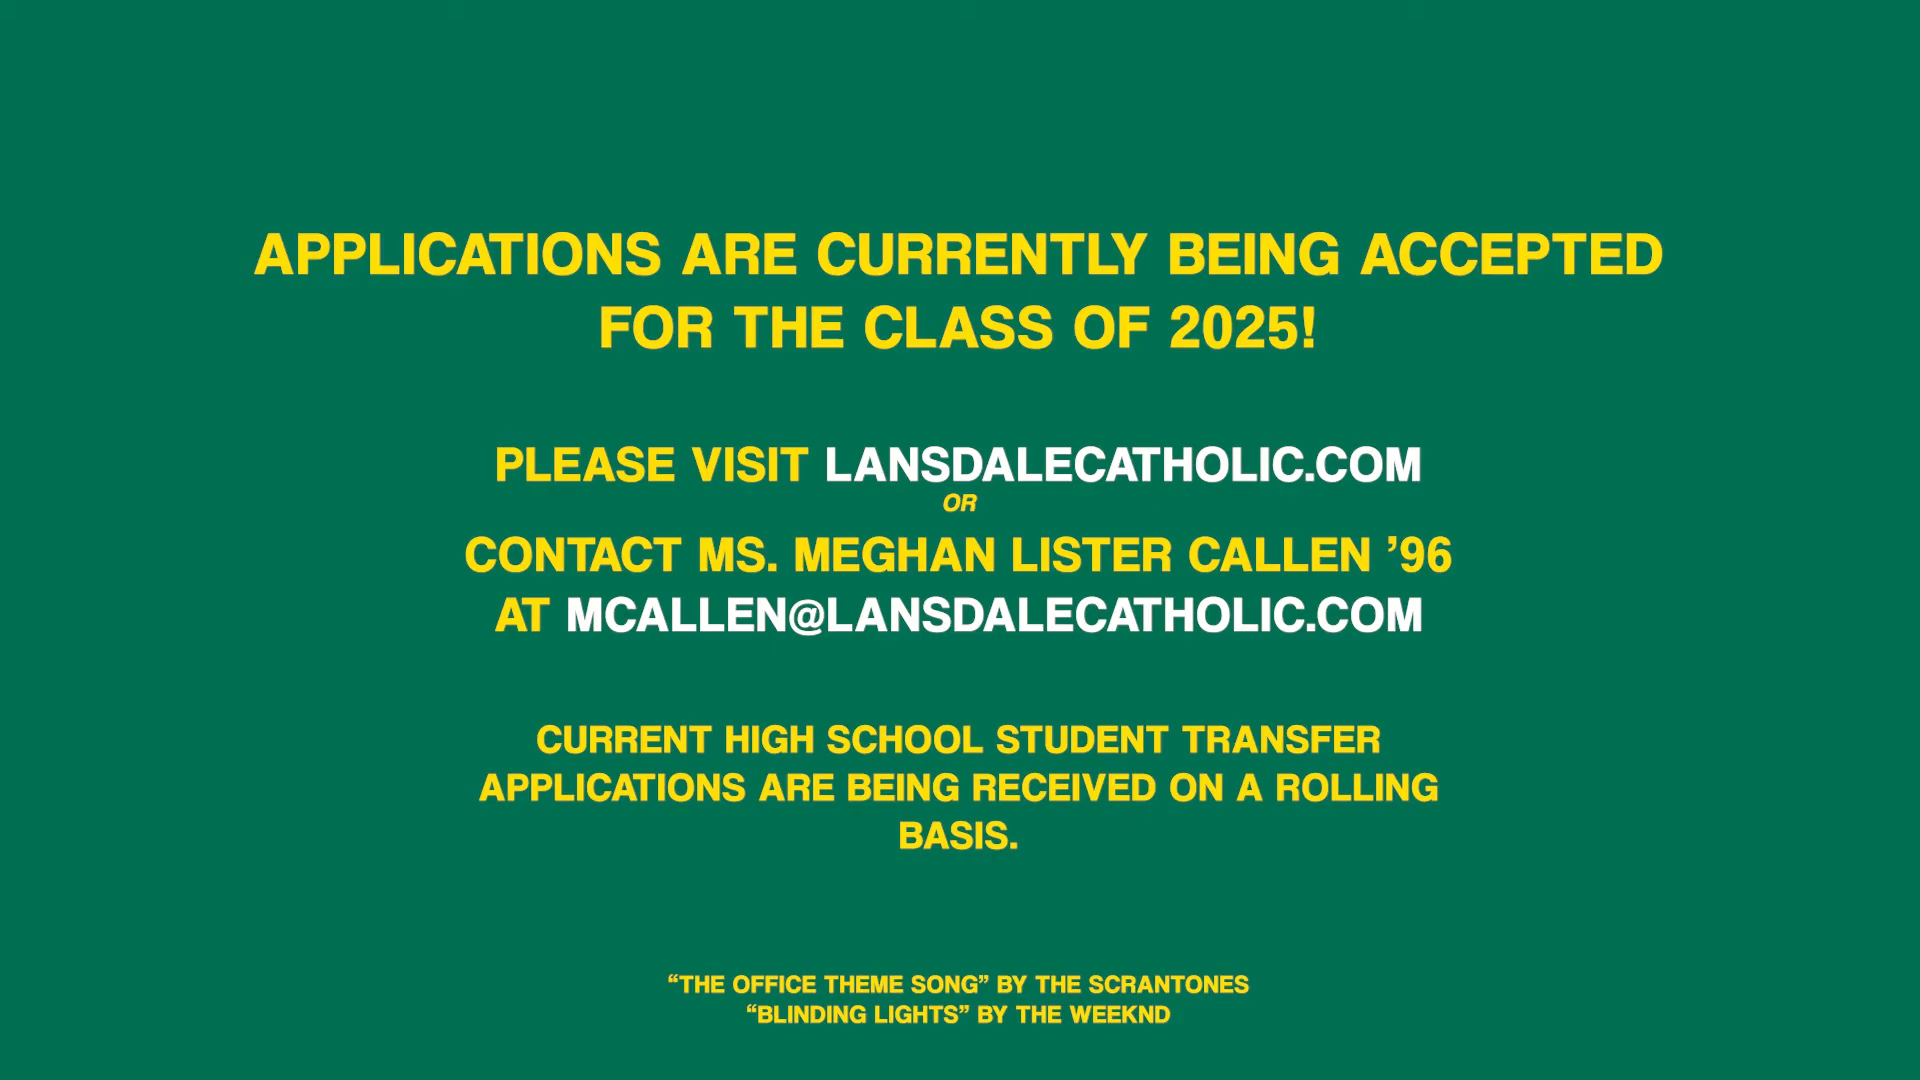 APPLICATIONS ARE CURRENTLY BEING ACCEPTED
FOR THE CLASS OF 2025!
PLEASE VISIT LANSDALECATHOLIC.COM
OR
CONTACT MS. MEGHAN LISTER CALLEN ’96
AT MCALLEN@LANSDALECATHOLIC.COM
CURRENT HIGH SCHOOL STUDENT TRANSFER
APPLICATIONS ARE BEING RECEIVED ON A ROLLING
BASIS.
“THE OFFICE THEME SONG” BY THE SCRANTONES
“BLINDING LIGHTS” BY THE WEEKND